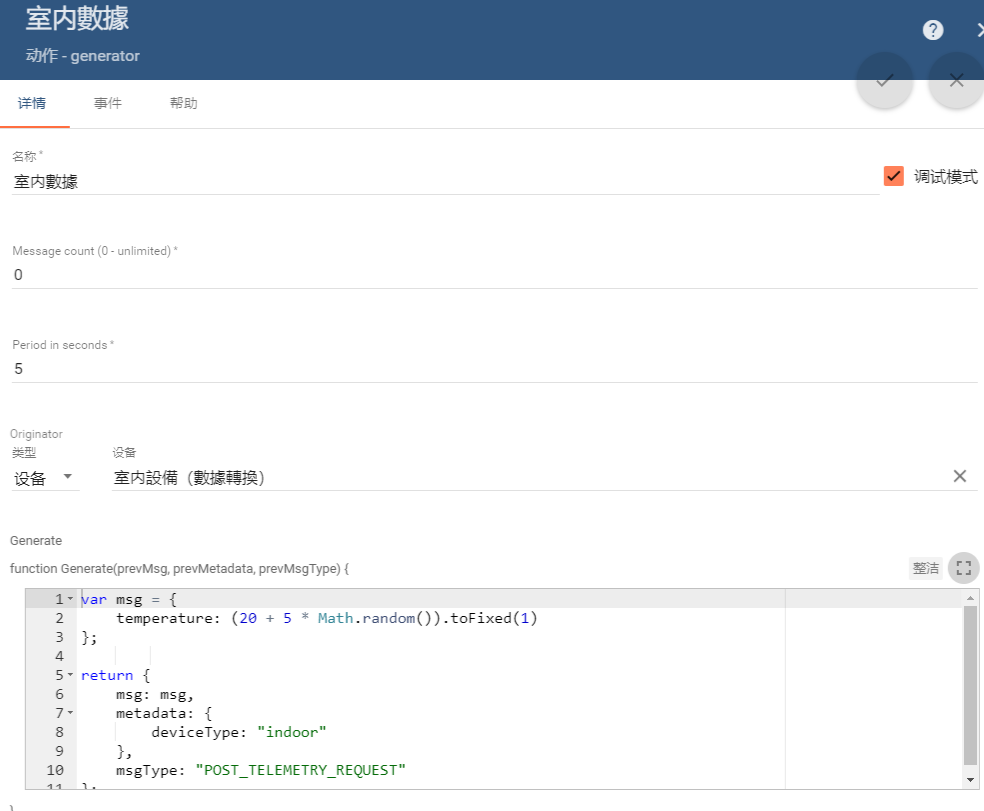 室内數據
动作 - generator
详情 事件 帮助
名称 *
室内數據
调试模式
Message count (0 - unlimited) *
0
Period in seconds *
5
Originator
类型 设备
设备 室内設備（數據轉換）
Generate
function Generate(prevMsg, prevMetadata, prevMsgType) {
整洁
1 var msg = {
2 temperature: (20 + 5 * Math.random()).toFixed(1)
3 };
4
5 return {
6 msg: msg,
7 metadata: {
8 deviceType: "indoor"
9 },
10 msgType: "POST_TELEMETRY_REQUEST"
11 };
}